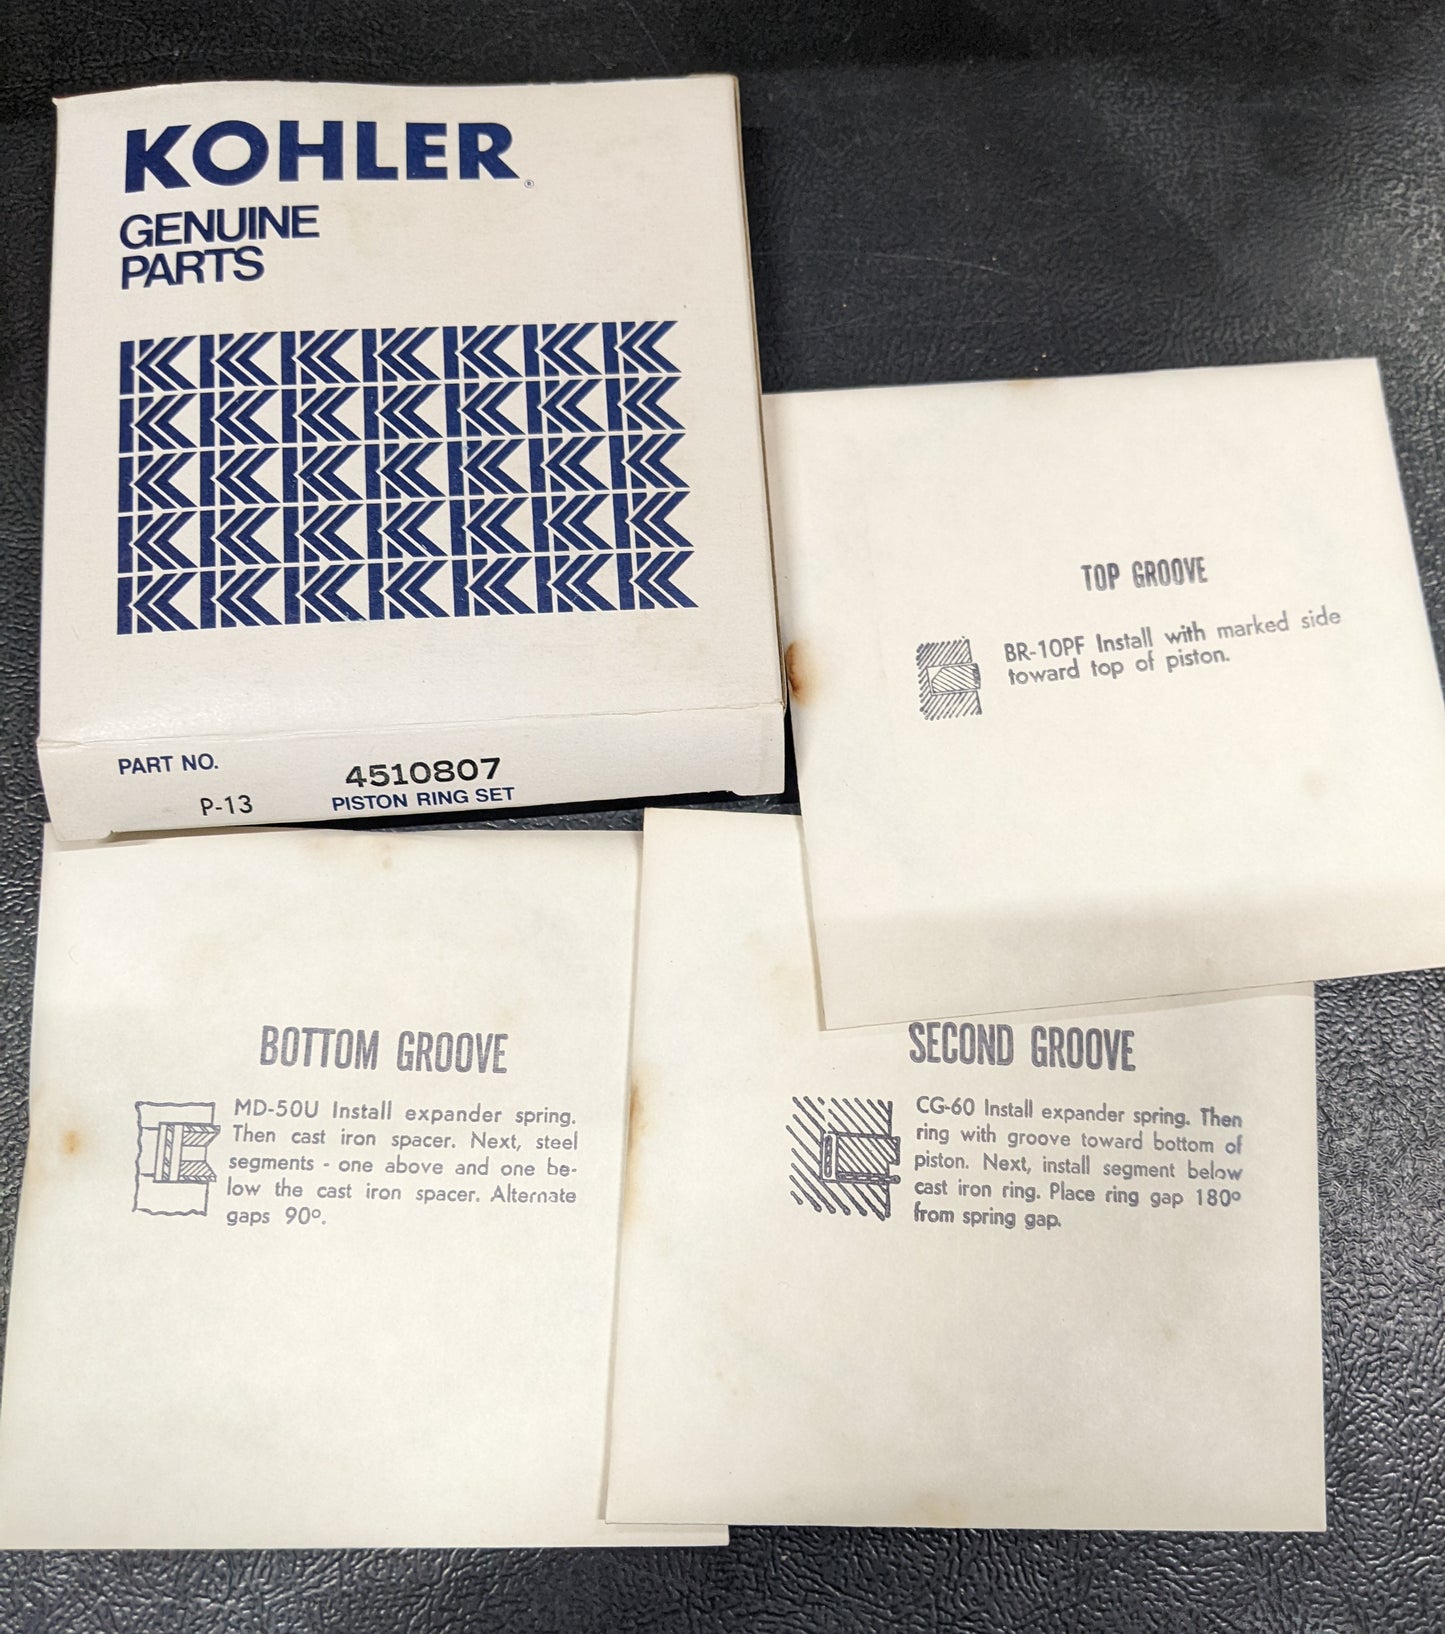 KOHLER®
GENUINE
PARTS
PART NO.
4510807
P-13
PISTON RING SET
TOP GROOVE
BR-10PF Install with marked side
toward top of piston.
BOTTOM GROOVE
MD-50U Install expander spring.
Then cast iron spacer. Next, steel
segments - one above and one be-
low the cast iron spacer. Alternate
gaps 90º.
SECOND GROOVE
CG-60 Install expander spring. Then
ring with groove toward bottom of
piston. Next, install segment below
cast iron ring. Place ring gap 180º
from spring gap.